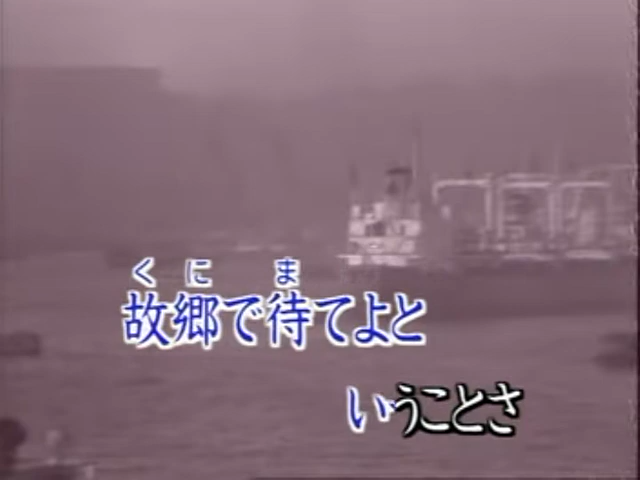 くに ま
故郷で待てよと
いうことさ